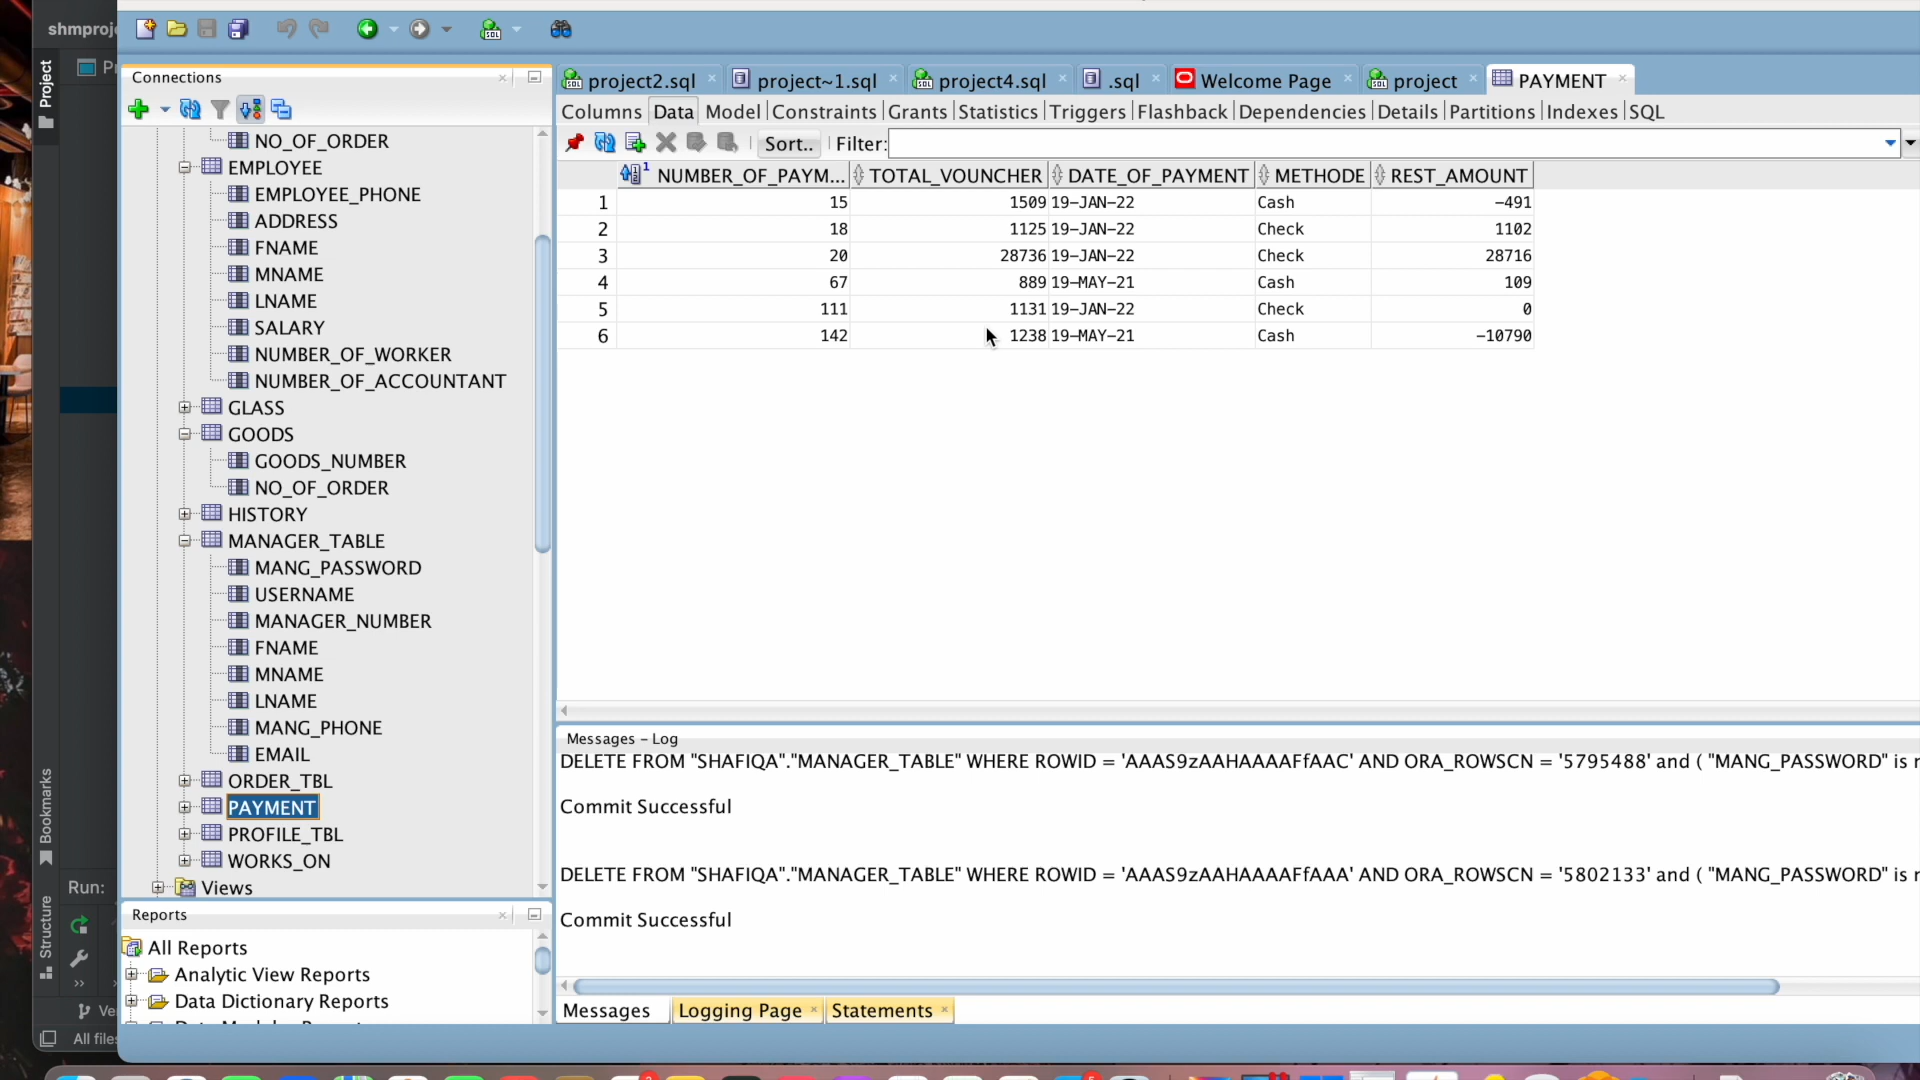 shmproj
Project
Connections
NO_OF_ORDER
EMPLOYEE
EMPLOYEE_PHONE
ADDRESS
FNAME
MNAME
LNAME
SALARY
NUMBER_OF_WORKER
NUMBER_OF_ACCOUNTANT
GLASS
GOODS
GOODS_NUMBER
NO_OF_ORDER
HISTORY
MANAGER_TABLE
MANG_PASSWORD
USERNAME
MANAGER_NUMBER
FNAME
MNAME
LNAME
MANG_PHONE
EMAIL
ORDER_TBL
PAYMENT
PROFILE_TBL
WORKS_ON
Views
Bookmarks
Structure
Run:
All files
Reports
All Reports
Analytic View Reports
Data Dictionary Reports
project2.sql project~1.sql project4.sql .sql Welcome Page project PAYMENT
Columns Data Model Constraints Grants Statistics Triggers Flashback Dependencies Details Partitions Indexes SQL
Sort.. Filter:
NUMBER_OF_PAYM... TOTAL_VOUNCHER DATE_OF_PAYMENT METHODE REST_AMOUNT
1 15 1509 19-JAN-22 Cash -491
2 18 1125 19-JAN-22 Check 1102
3 20 28736 19-JAN-22 Check 28716
4 67 889 19-MAY-21 Cash 109
5 111 1131 19-JAN-22 Check 0
6 142 1238 19-MAY-21 Cash -10790
Messages - Log
DELETE FROM "SHAFIQA"."MANAGER_TABLE" WHERE ROWID = 'AAAS9zAAHAAAAFfAAC' AND ORA_ROWSCN = '5795488' and ( "MANG_PASSWORD" is
Commit Successful
DELETE FROM "SHAFIQA"."MANAGER_TABLE" WHERE ROWID = 'AAAS9zAAHAAAAFfAAA' AND ORA_ROWSCN = '5802133' and ( "MANG_PASSWORD" is
Commit Successful
Messages Logging Page Statements